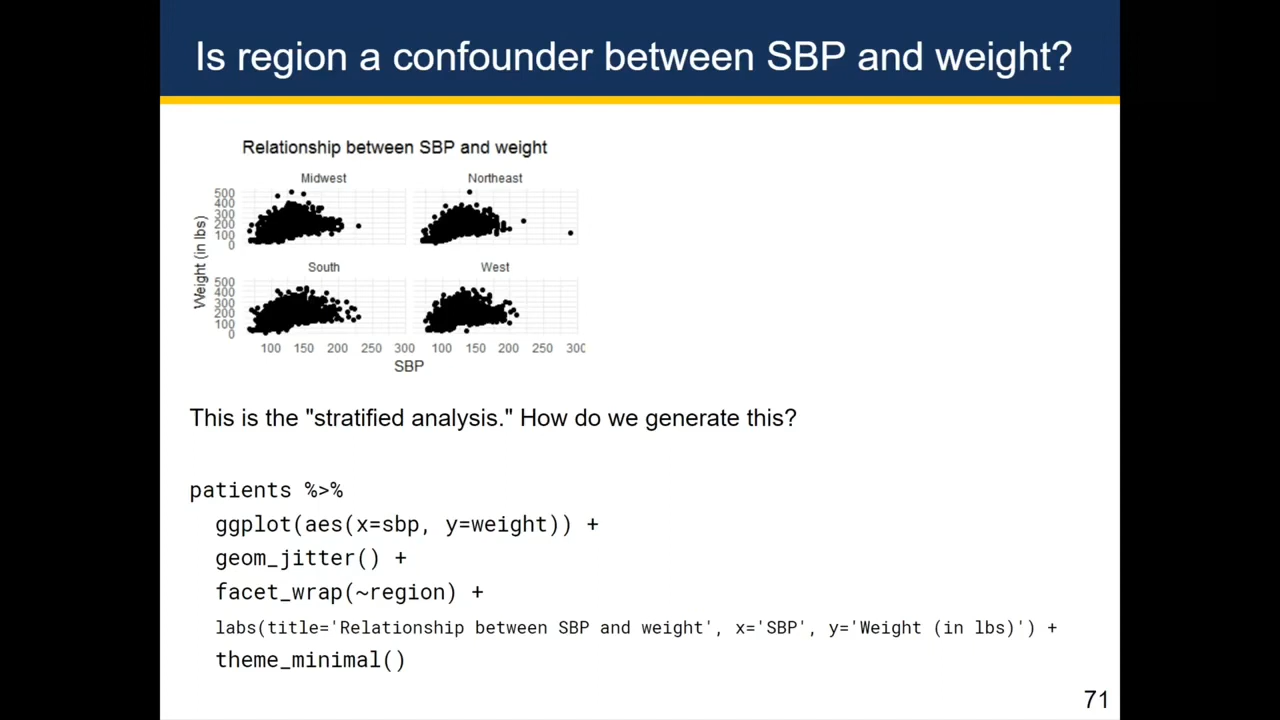 Is region a confounder between SBP and weight?
Relationship between SBP and weight
Midwest
Northeast
500
400
300
200
100
0
South
West
500
400
300
200
100
0
Weight (in lbs)
100 150 200 250 300 100 150 200 250 300
SBP
This is the "stratified analysis." How do we generate this?
patients %>%
ggplot(aes(x=sbp, y=weight)) +
geom_jitter() +
facet_wrap(~region) +
labs(title='Relationship between SBP and weight', x='SBP', y='Weight (in lbs)') +
theme_minimal()
71